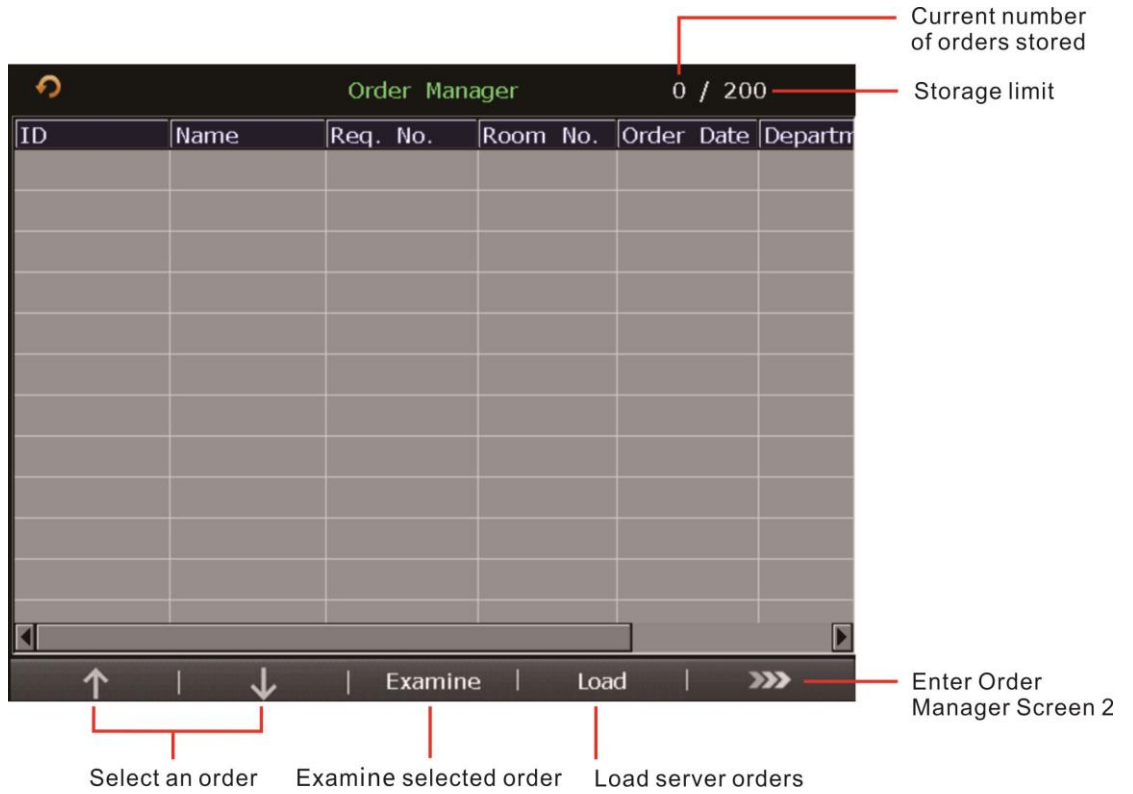 Current number
of orders stored
Order Manager
0 / 200
Storage limit
ID Name Req. No. Room No. Order Date Departm
Examine Load
Enter Order
Manager Screen 2
Select an order Examine selected order Load server orders